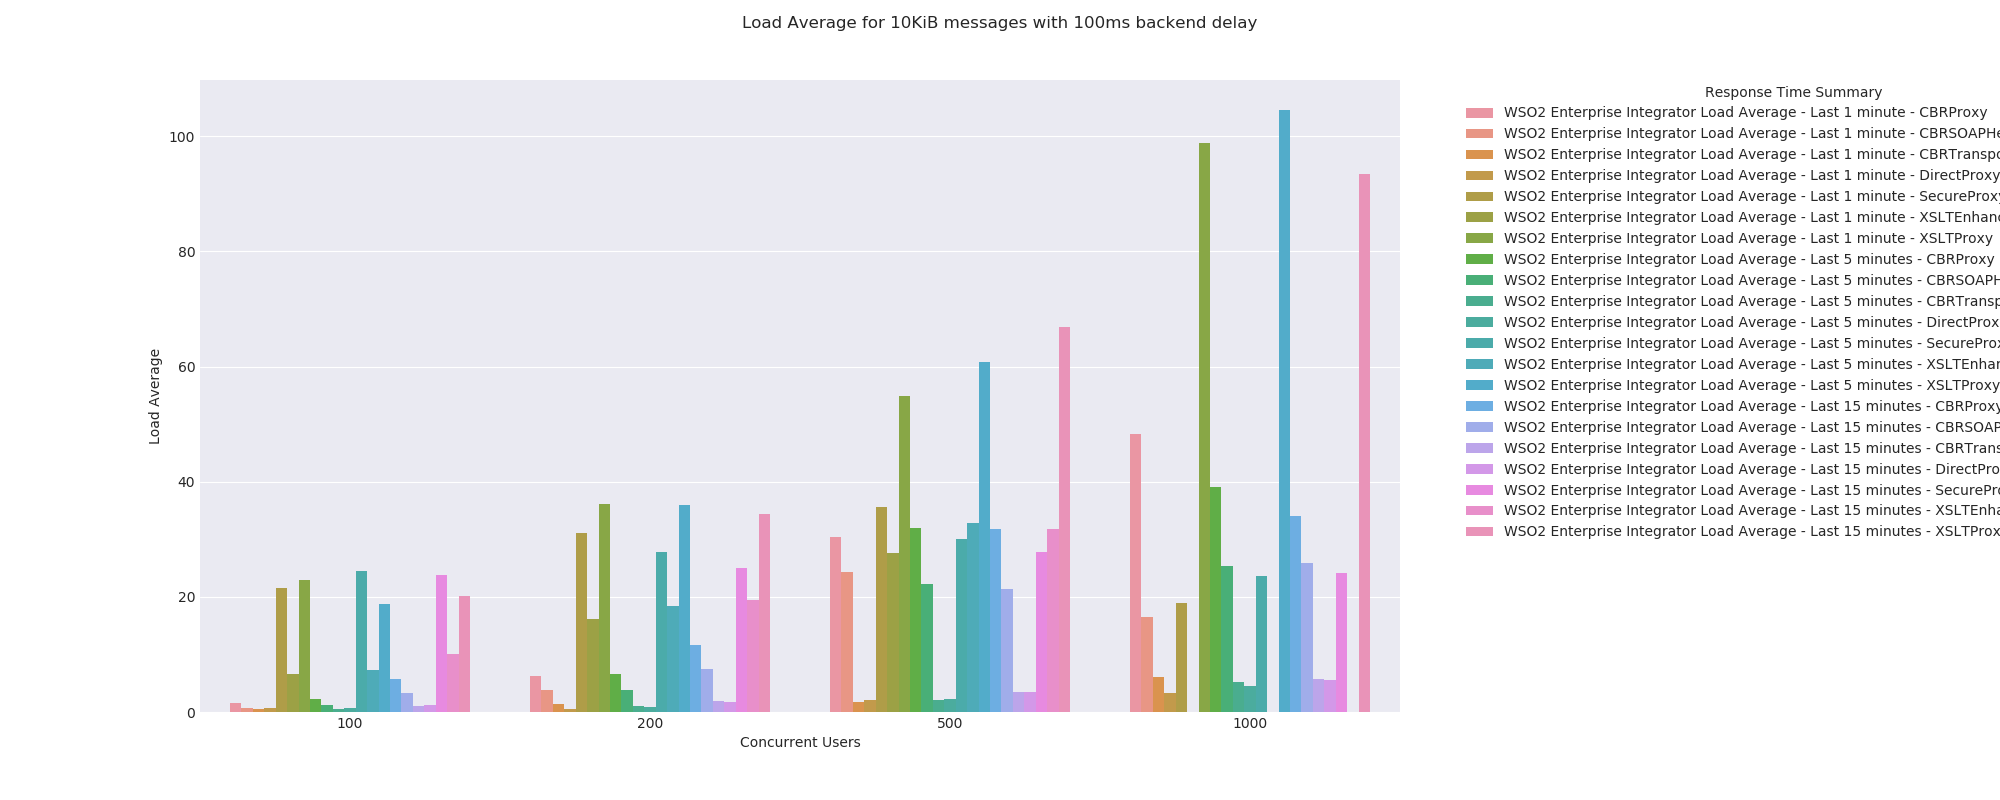 Load Average for 10KiB messages with 100ms backend delay
Response Time Summary
WSO2 Enterprise Integrator Load Average - Last 1 minute - CBRProxy
WSO2 Enterprise Integrator Load Average - Last 1 minute - CBRSOAPHe
WSO2 Enterprise Integrator Load Average - Last 1 minute - CBRTranspo
WSO2 Enterprise Integrator Load Average - Last 1 minute - DirectProxy
WSO2 Enterprise Integrator Load Average - Last 1 minute - SecureProxy
WSO2 Enterprise Integrator Load Average - Last 1 minute - XSLTEnhanc
WSO2 Enterprise Integrator Load Average - Last 1 minute - XSLTProxy
WSO2 Enterprise Integrator Load Average - Last 5 minutes - CBRProxy
WSO2 Enterprise Integrator Load Average - Last 5 minutes - CBRSOAPH
WSO2 Enterprise Integrator Load Average - Last 5 minutes - CBRTransp
WSO2 Enterprise Integrator Load Average - Last 5 minutes - DirectProx
WSO2 Enterprise Integrator Load Average - Last 5 minutes - SecureProx
WSO2 Enterprise Integrator Load Average - Last 5 minutes - XSLTEnhan
WSO2 Enterprise Integrator Load Average - Last 5 minutes - XSLTProxy
WSO2 Enterprise Integrator Load Average - Last 15 minutes - CBRProxy
WSO2 Enterprise Integrator Load Average - Last 15 minutes - CBRSOAP
WSO2 Enterprise Integrator Load Average - Last 15 minutes - CBRTrans
WSO2 Enterprise Integrator Load Average - Last 15 minutes - DirectPro
WSO2 Enterprise Integrator Load Average - Last 15 minutes - SecurePro
WSO2 Enterprise Integrator Load Average - Last 15 minutes - XSLTEnha
WSO2 Enterprise Integrator Load Average - Last 15 minutes - XSLTProx
100
80
60
40
20
0
Load Average
100 200 500 1000
Concurrent Users